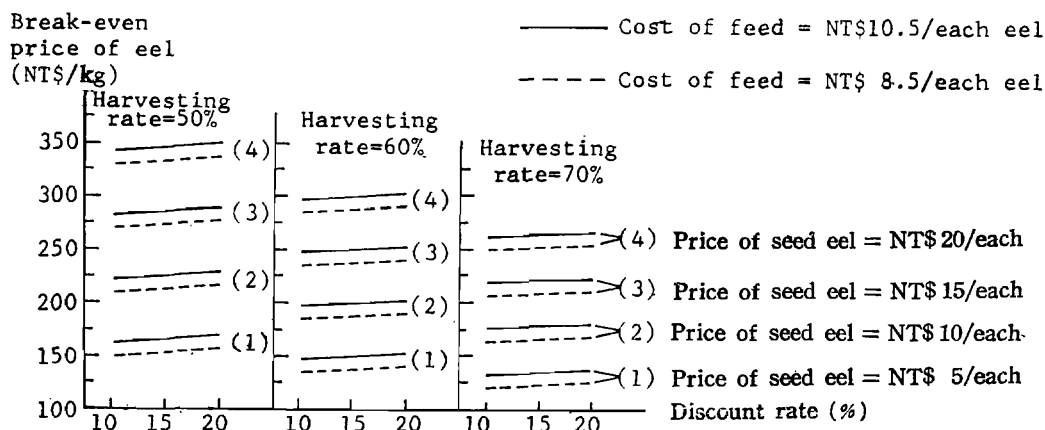 Break-even
price of eel
(NT$/kg)
Cost of feed = NT$10.5/each eel
Cost of feed = NT$ 8.5/each eel
Harvesting
rate=50%
Harvesting
rate=60%
Harvesting
rate=70%
350
300
250
200
150
100
(4)
(3)
(2)
(1)
(4)
(3)
(2)
(1)
(4) Price of seed eel = NT$ 20/each
(3) Price of seed eel = NT$ 15/each
(2) Price of seed eel = NT$ 10/each
(1) Price of seed eel = NT$ 5/each
10 15 20 10 15 20 10 15 20 Discount rate (%)